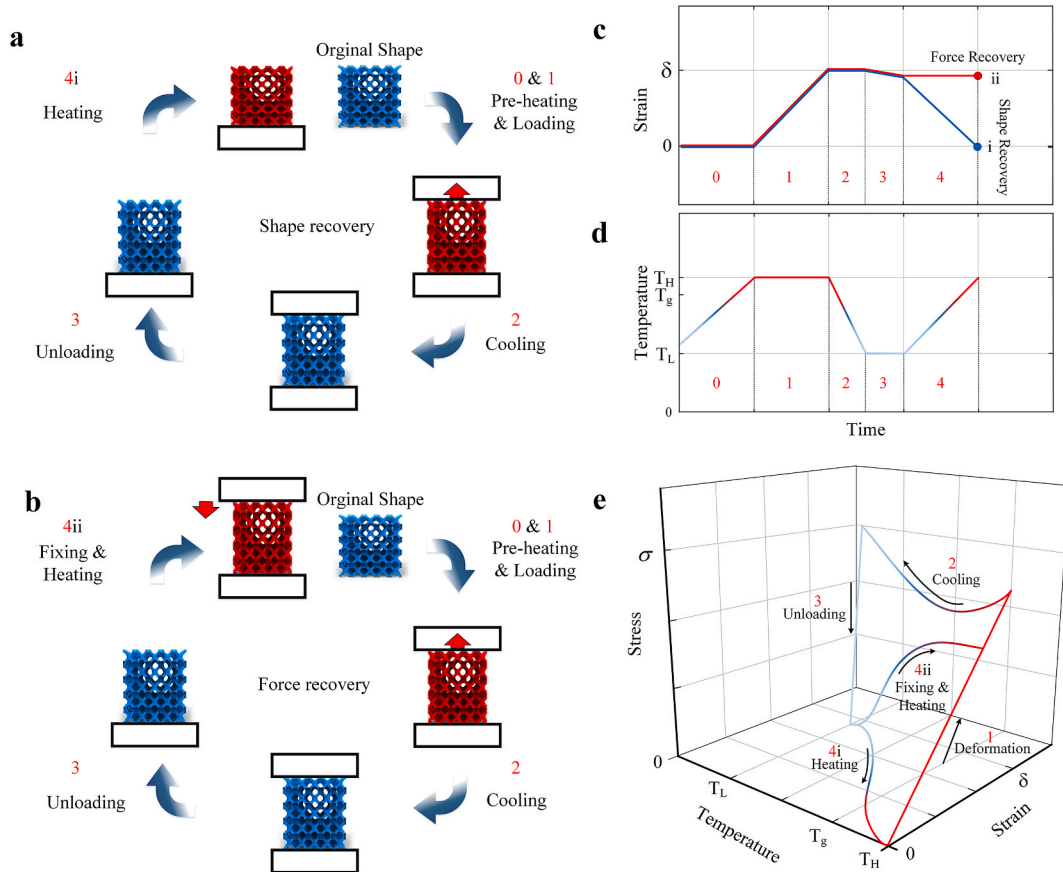 a
Orginal Shape
4i
Heating
0 & 1
Pre-heating
& Loading
Shape recovery
3
Unloading
2
Cooling
b
Orginal Shape
4ii
Fixing &
Heating
0 & 1
Pre-heating
& Loading
Force recovery
3
Unloading
2
Cooling
c
Strain
δ
0
Force Recovery
ii
i
Shape Recovery
0 1 2 3 4
d
Temperature
T_H
T_g
T_L
0
0 1 2 3 4
Time
e
σ
Stress
0
2
Cooling
3
Unloading
4ii
Fixing &
Heating
1
Deformation
4i
Heating
T_L
T_g
T_H
Temperature
0
δ
Strain